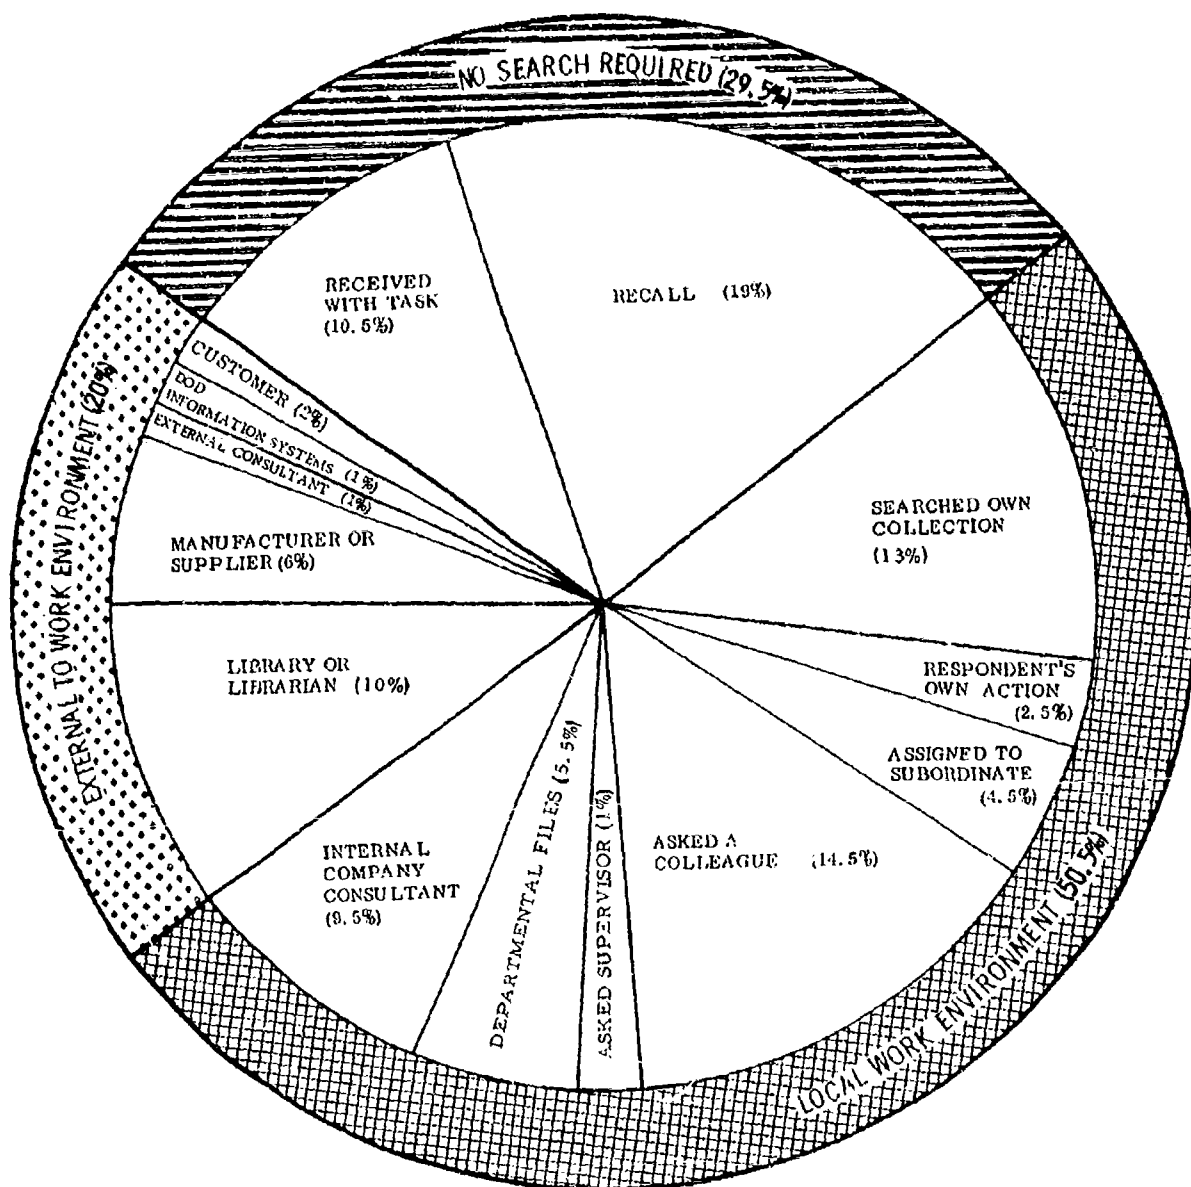 NO SEARCH REQUIRED (29.5%)
RECEIVED
WITH TASK
(10.5%)
RECALL (19%)
CUSTOMER (2%)
DOD
INFORMATION SYSTEMS (1%)
EXTERNAL CONSULTANT (1%)
EXTERNAL TO WORK ENVIRONMENT (20%)
MANUFACTURER OR
SUPPLIER (6%)
SEARCHED OWN
COLLECTION
(13%)
LIBRARY OR
LIBRARIAN (10%)
RESPONDENT'S
OWN ACTION
(2.5%)
ASSIGNED TO
SUBORDINATE
(4.5%)
INTERNAL
COMPANY
CONSULTANT
(9.5%)
DEPARTMENTAL FILES (5.5%)
ASKED SUPERVISOR (1%)
ASKED A
COLLEAGUE (14.5%)
LOCAL WORK ENVIRONMENT (50.5%)